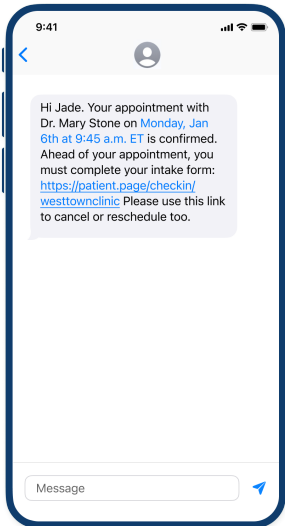 9:41
Hi Jade. Your appointment with
Dr. Mary Stone on Monday, Jan
6th at 9:45 a.m. ET is confirmed.
Ahead of your appointment, you
must complete your intake form:
https://patient.page/checkin/
westtownclinic Please use this link
to cancel or reschedule too.
Message